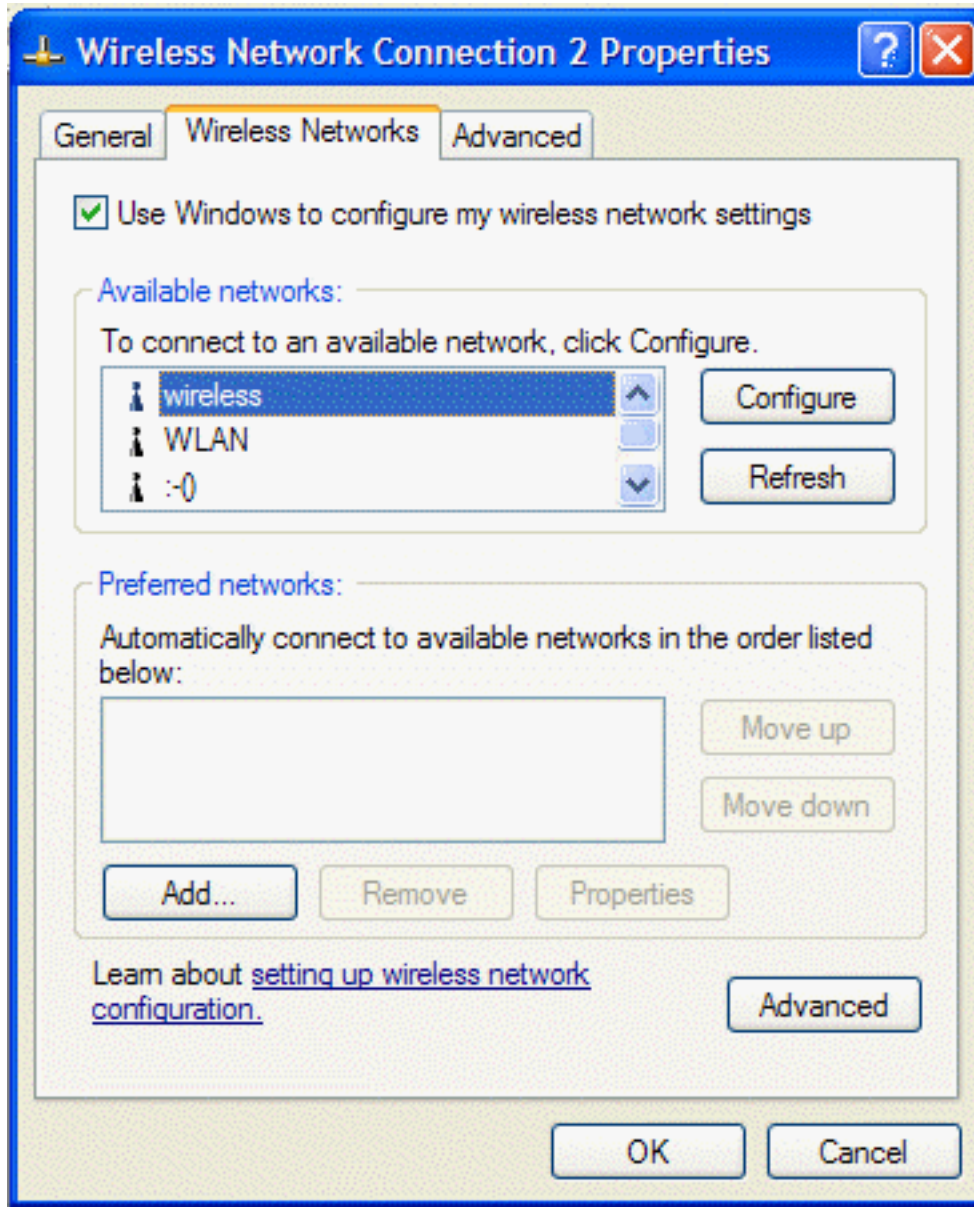 Wireless Network Connection 2 Properties
General Wireless Networks Advanced
Use Windows to configure my wireless network settings
Available networks:
To connect to an available network, click Configure.
wireless
WLAN
:-()
Configure
Refresh
Preferred networks:
Automatically connect to available networks in the order listed
below:
Move up
Move down
Add... Remove Properties
Learn about setting up wireless network
configuration.
Advanced
OK Cancel